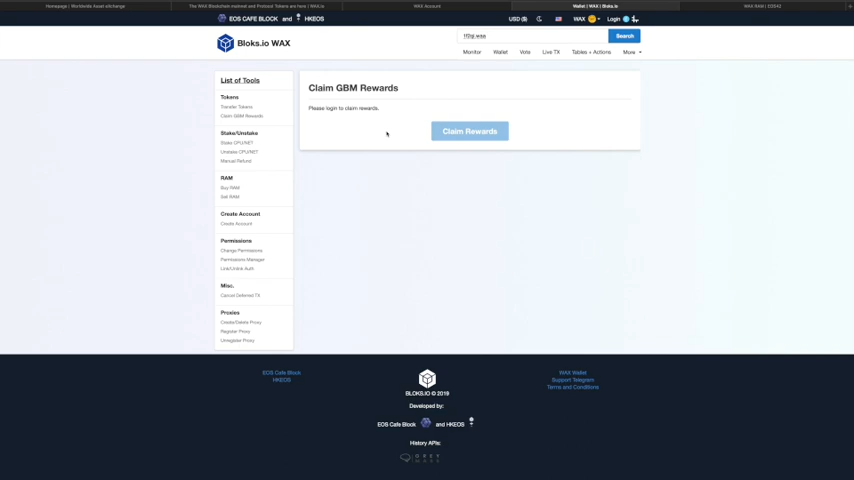 Homepage | Worldwide Asset eXchange
The WAX Blockchain mainnet and Protocol Tokens are here | WAX.io
WAX Account
Wallet | WAX | Bloks.io
EOS CAFE BLOCK and HKEOS
USD ($)
WAX
Login
Bloks.io WAX
Search
Monitor Wallet Vote Live TX Tables + Actions More
List of Tools
Tokens
Transfer Tokens
Claim GBM Rewards
Stake/Unstake
Stake CPU/NET
Unstake CPU/NET
Manual Refund
RAM
Buy RAM
Sell RAM
Create Account
Create Account
Permissions
Change Permissions
Permissions Manager
Link/Unlink Auth
Misc.
Cancel Deferred TX
Proxies
Create/Delete Proxy
Register Proxy
Unregister Proxy
Claim GBM Rewards
Please login to claim rewards.
Claim Rewards
EOS Cafe Block
HKEOS
BLOKS.IO © 2019
Developed by:
EOS Cafe Block and HKEOS
History APIs:
WAX Wallet
Support Telegram
Terms and Conditions